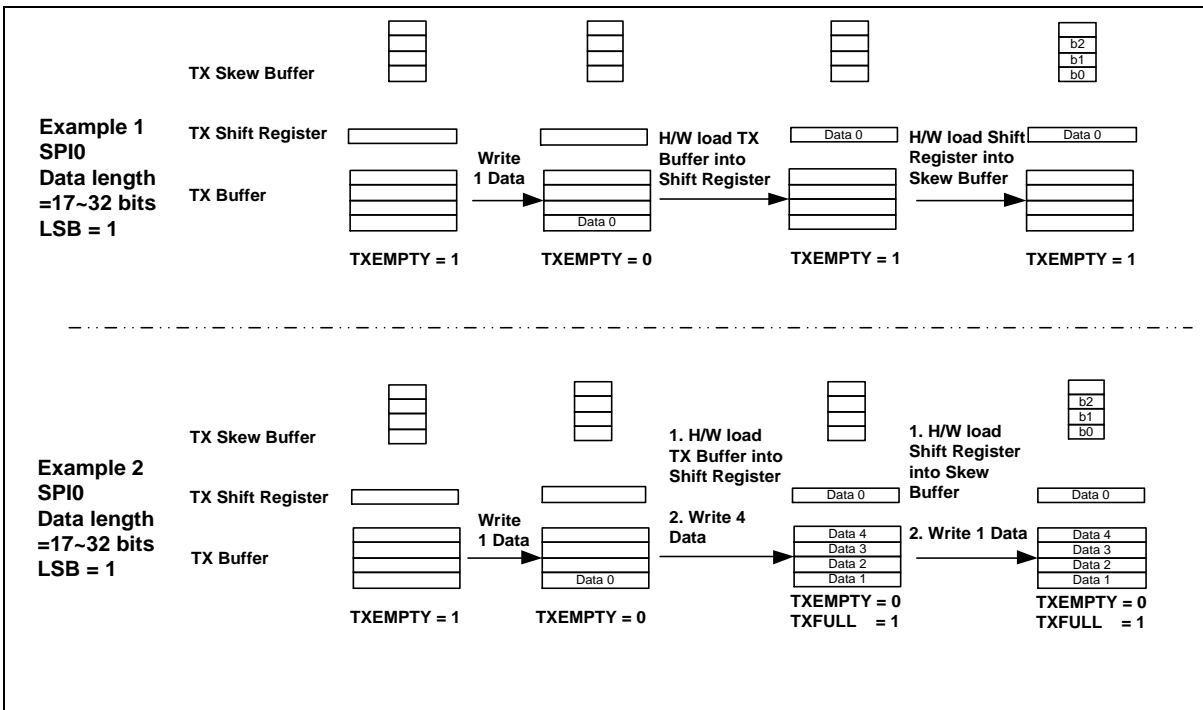 TX Skew Buffer
b2
b1
b0
Example 1
SPI0
Data length
=17~32 bits
LSB = 1
TX Shift Register
Write
1 Data
H/W load TX
Buffer into
Shift Register
Data 0
H/W load Shift
Register into
Skew Buffer
Data 0
TX Buffer
Data 0
TXEMPTY = 1
TXEMPTY = 0
TXEMPTY = 1
TXEMPTY = 1
TX Skew Buffer
b2
b1
b0
Example 2
SPI0
Data length
=17~32 bits
LSB = 1
TX Shift Register
Write
1 Data
1. H/W load
TX Buffer into
Shift Register
2. Write 4
Data
Data 0
1. H/W load
Shift Register
into Skew
Buffer
2. Write 1 Data
Data 0
TX Buffer
Data 0
Data 4
Data 3
Data 2
Data 1
Data 4
Data 3
Data 2
Data 1
TXEMPTY = 1
TXEMPTY = 0
TXEMPTY = 0
TXFULL = 1
TXEMPTY = 0
TXFULL = 1